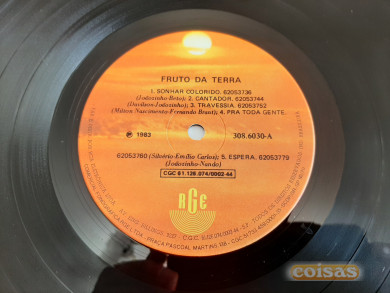 FRUTO DA TERRA
1. SONHAR COLORIDO. 62053736
(Joãozinho-Beto); 2. CANTADOR. 62053744
(Davilson-Joãozinho); 3. TRAVESSIA. 62053752
(Milton Nascimento-Fernando Brant); 4. PRA TODA GENTE.
℗ 1983
308.6030-A
62053760 (Silvério-Emílio Carlos); 5. ESPERA. 62053779
(Joãozinho-Nando)
CGC 61.126.074/0002-44
RGE
coisas